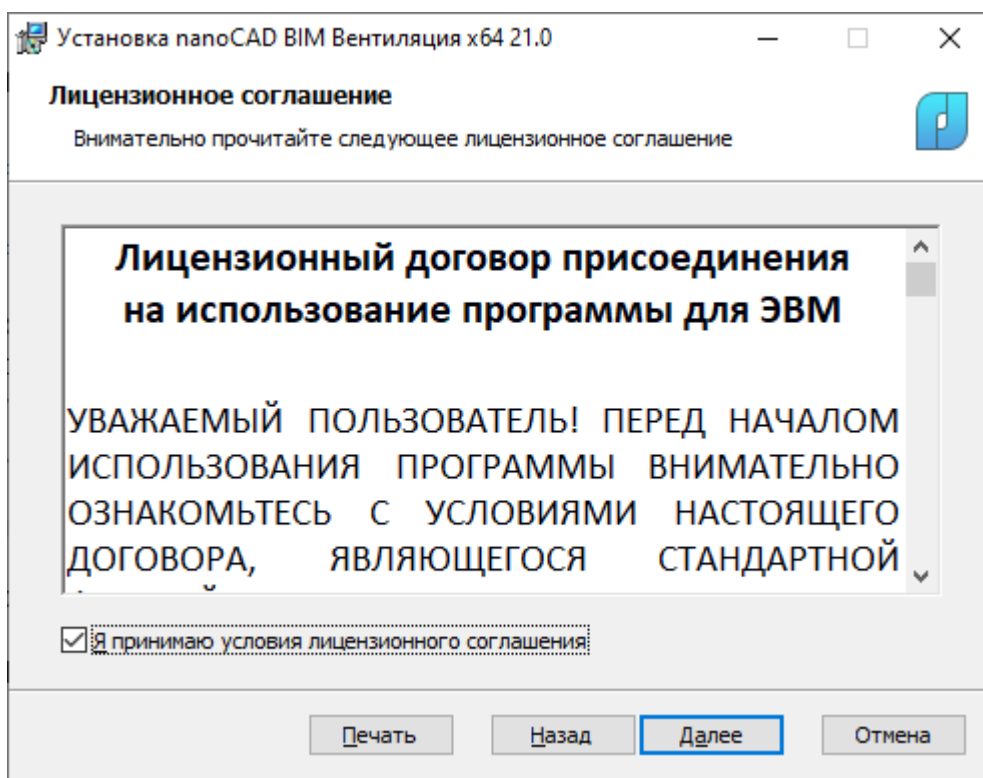 Установка nanoCAD BIM Вентиляция x64 21.0
Лицензионное соглашение
Внимательно прочитайте следующее лицензионное соглашение
Лицензионный договор присоединения
на использование программы для ЭВМ
УВАЖАЕМЫЙ ПОЛЬЗОВАТЕЛЬ! ПЕРЕД НАЧАЛОМ
ИСПОЛЬЗОВАНИЯ ПРОГРАММЫ ВНИМАТЕЛЬНО
ОЗНАКОМЬТЕСЬ С УСЛОВИЯМИ НАСТОЯЩЕГО
ДОГОВОРА, ЯВЛЯЮЩЕГОСЯ СТАНДАРТНОЙ
Я принимаю условия лицензионного соглашения
Печать Назад Далее Отмена